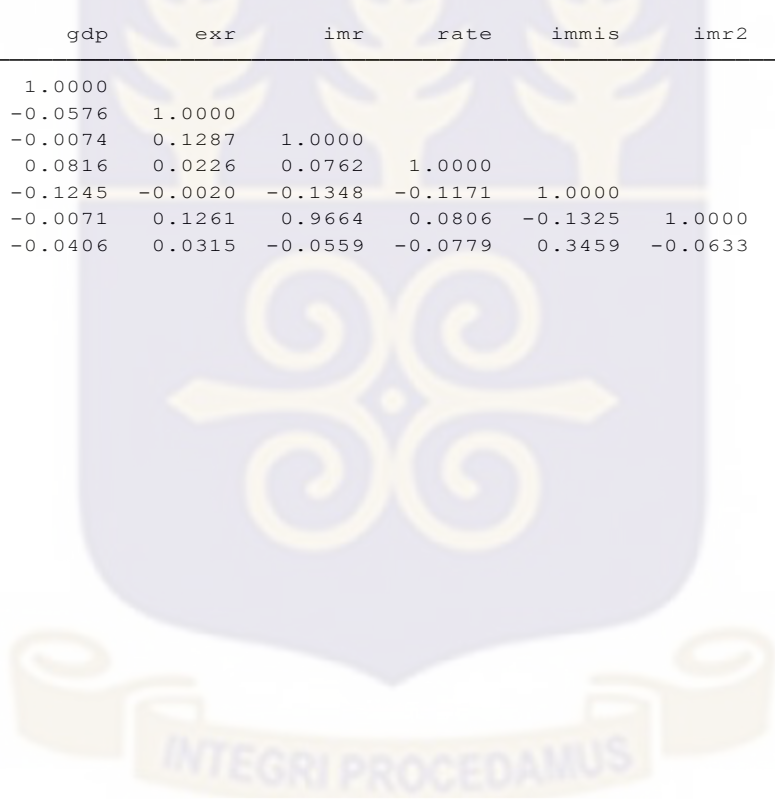 gdp exr imr rate immis imr2
1.0000
-0.0576 1.0000
-0.0074 0.1287 1.0000
0.0816 0.0226 0.0762 1.0000
-0.1245 -0.0020 -0.1348 -0.1171 1.0000
-0.0071 0.1261 0.9664 0.0806 -0.1325 1.0000
-0.0406 0.0315 -0.0559 -0.0779 0.3459 -0.0633
INTEGRI PROCEDAMUS